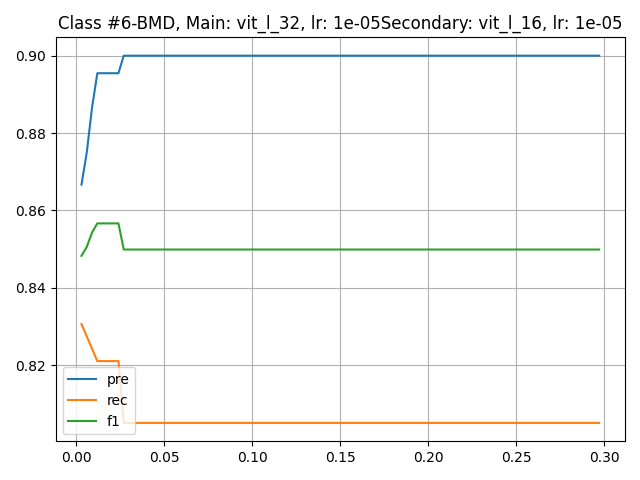 Class #6-BMD, Main: vit_l_32, lr: 1e-05Secondary: vit_l_16, lr: 1e-05
0.90
0.88
0.86
0.84
0.82
pre
rec
f1
0.00 0.05 0.10 0.15 0.20 0.25 0.30